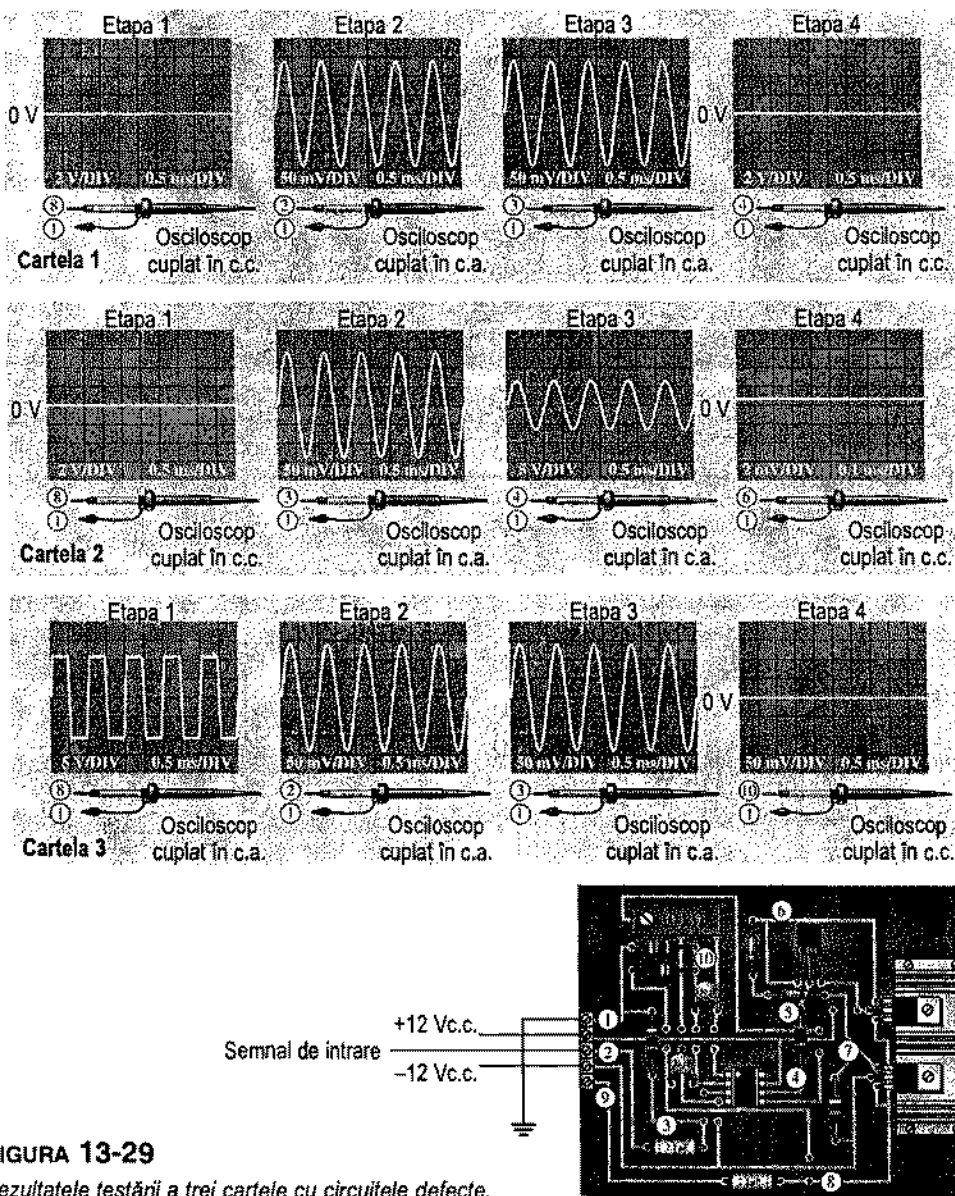 Etapa 1 Etapa 2 Etapa 3 Etapa 4
0 V 0 V
2 V/DIV 0.5 ms/DIV 50 mV/DIV 0.5 ms/DIV 50 mV/DIV 0.5 ms/DIV 2 V/DIV 0.5 ms/DIV
8 3 4
1 1 1 1
Osciloscop Osciloscop Osciloscop Osciloscop
Cartela 1 cuplat în c.c. cuplat în c.a. cuplat în c.a. cuplat în c.c.
Etapa 1 Etapa 2 Etapa 3 Etapa 4
0 V 0 V
2 V/DIV 0.5 ms/DIV 50 mV/DIV 0.5 ms/DIV 5 V/DIV 0.5 ms/DIV 2 mV/DIV 0.1 ms/DIV
8 3 4 6
1 1 1 1
Osciloscop Osciloscop Osciloscop Osciloscop
Cartela 2 cuplat în c.c. cuplat în c.a. cuplat în c.a. cuplat în c.c.
Etapa 1 Etapa 2 Etapa 3 Etapa 4
0 V
5 V/DIV 0.5 ms/DIV 50 mV/DIV 0.5 ms/DIV 50 mV/DIV 0.5 ms/DIV 50 mV/DIV 0.5 ms/DIV
8 2 3 10
1 1 1 1
Osciloscop Osciloscop Osciloscop Osciloscop
Cartela 3 cuplat în c.a. cuplat în c.a. cuplat în c.a. cuplat în c.c.
6
10
1
+12 Vc.c.
Semnal de intrare
2
−12 Vc.c.
7
4
9
3
8
IGURA 13-29
ezultatele testării a trei cartele cu circuitele defecte.